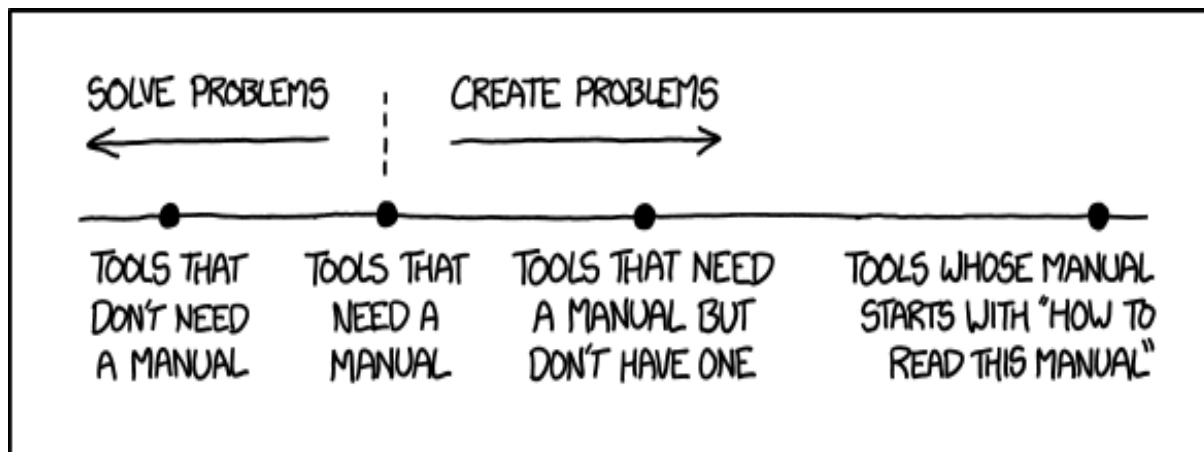 SOLVE PROBLEMS
CREATE PROBLEMS
TOOLS THAT
DON'T NEED
A MANUAL
TOOLS THAT
NEED A
MANUAL
TOOLS THAT NEED
A MANUAL BUT
DON'T HAVE ONE
TOOLS WHOSE MANUAL
STARTS WITH "HOW TO
READ THIS MANUAL"